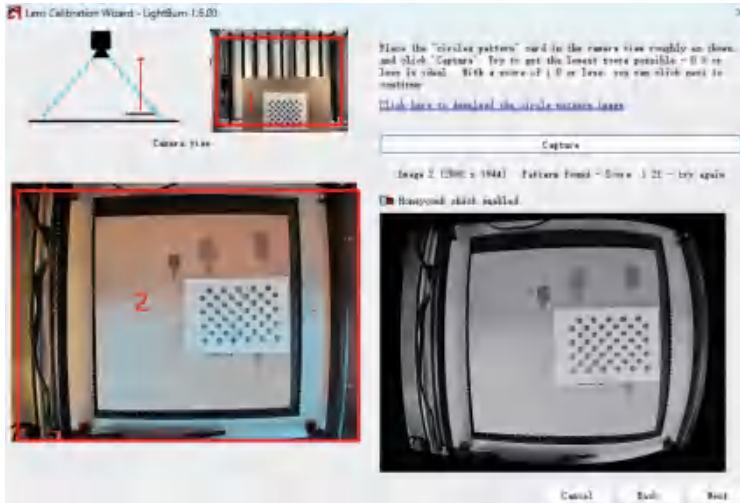 Lens Calibration Wizard - LightBurn 1.6.00
Place the "circles pattern" card in the camera view roughly as shown,
and click 'Capture'. Try to get the lowest score possible - 0.3 or
less is ideal. With a score of 1.0 or less, you can click next to
continue
Click here to download the circle pattern image
Camera View
1
Capture
Image 2 (2592 x 1944) Pattern Found - Score 1.21 - try again
Honeycomb check enabled
2
Cancel Back Next